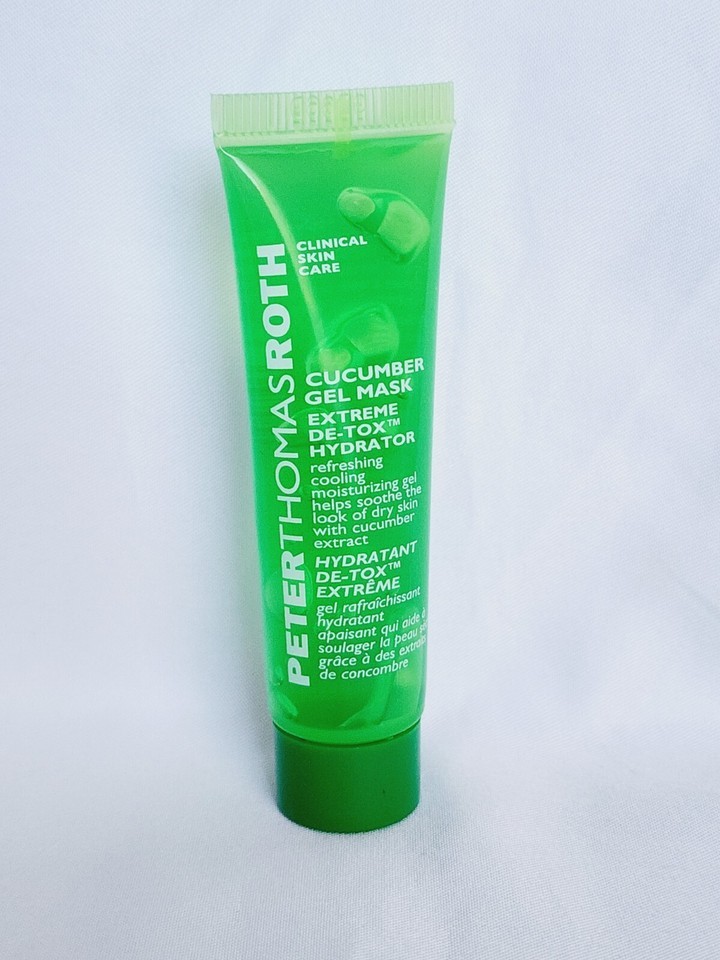 PETERTHOMASROTH
CLINICAL
SKIN
CARE
CUCUMBER
GEL MASK
EXTREME
DE-TOX™
HYDRATOR
refreshing
cooling
moisturizing gel
helps soothe the
look of dry skin
with cucumber
extract
HYDRATANT
DE-TOX™
EXTRÊME
gel rafraîchissant
hydratant
apaisant qui aide à
soulager la peau
grâce à des extraits
de concombre